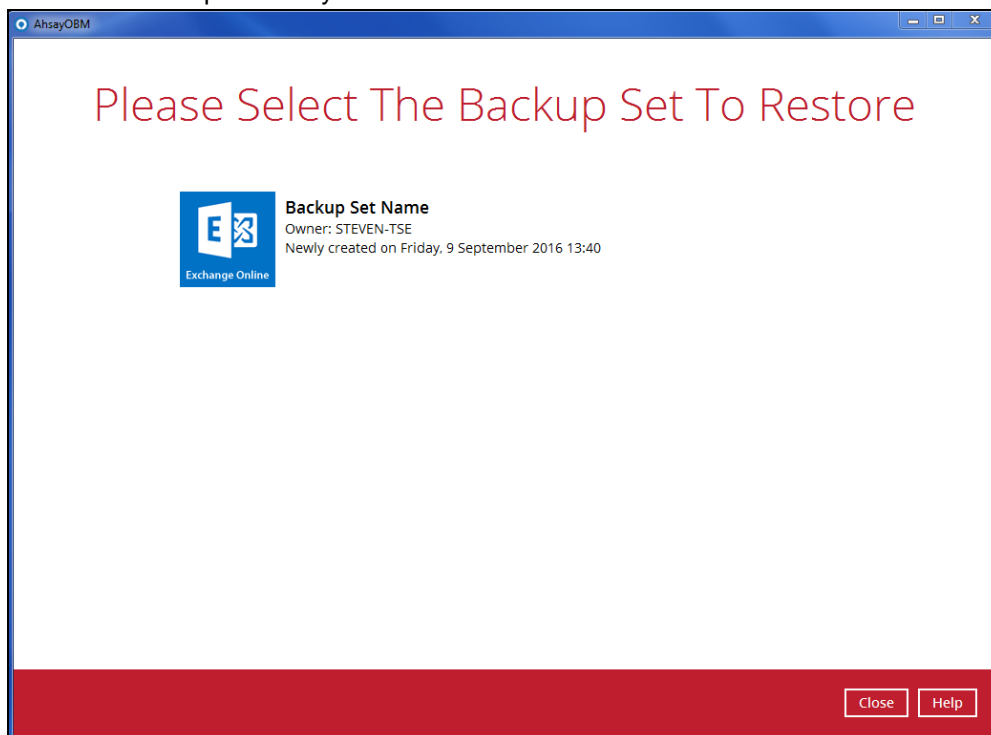 AhsayOBM
Please Select The Backup Set To Restore
E
Exchange Online
Backup Set Name
Owner: STEVEN-TSE
Newly created on Friday, 9 September 2016 13:40
Close
Help